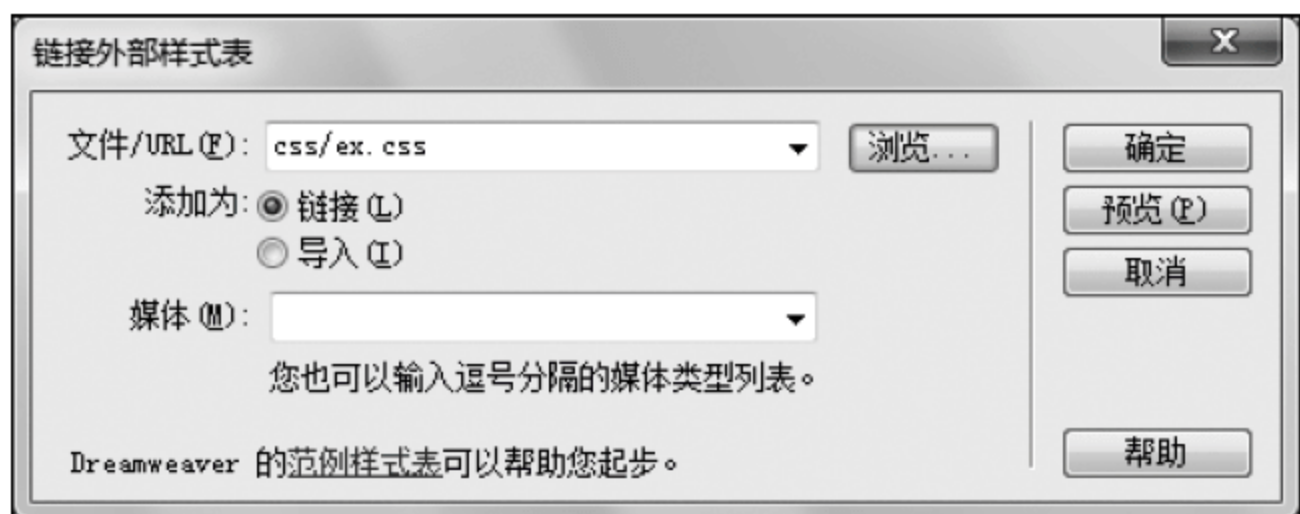 链接外部样式表
文件/URL(F): css/ex.css 浏览... 确定
添加为: 链接(L) 预览(P)
导入(I) 取消
媒体(M):
您也可以输入逗号分隔的媒体类型列表。
Dreamweaver 的范例样式表可以帮助您起步。 帮助